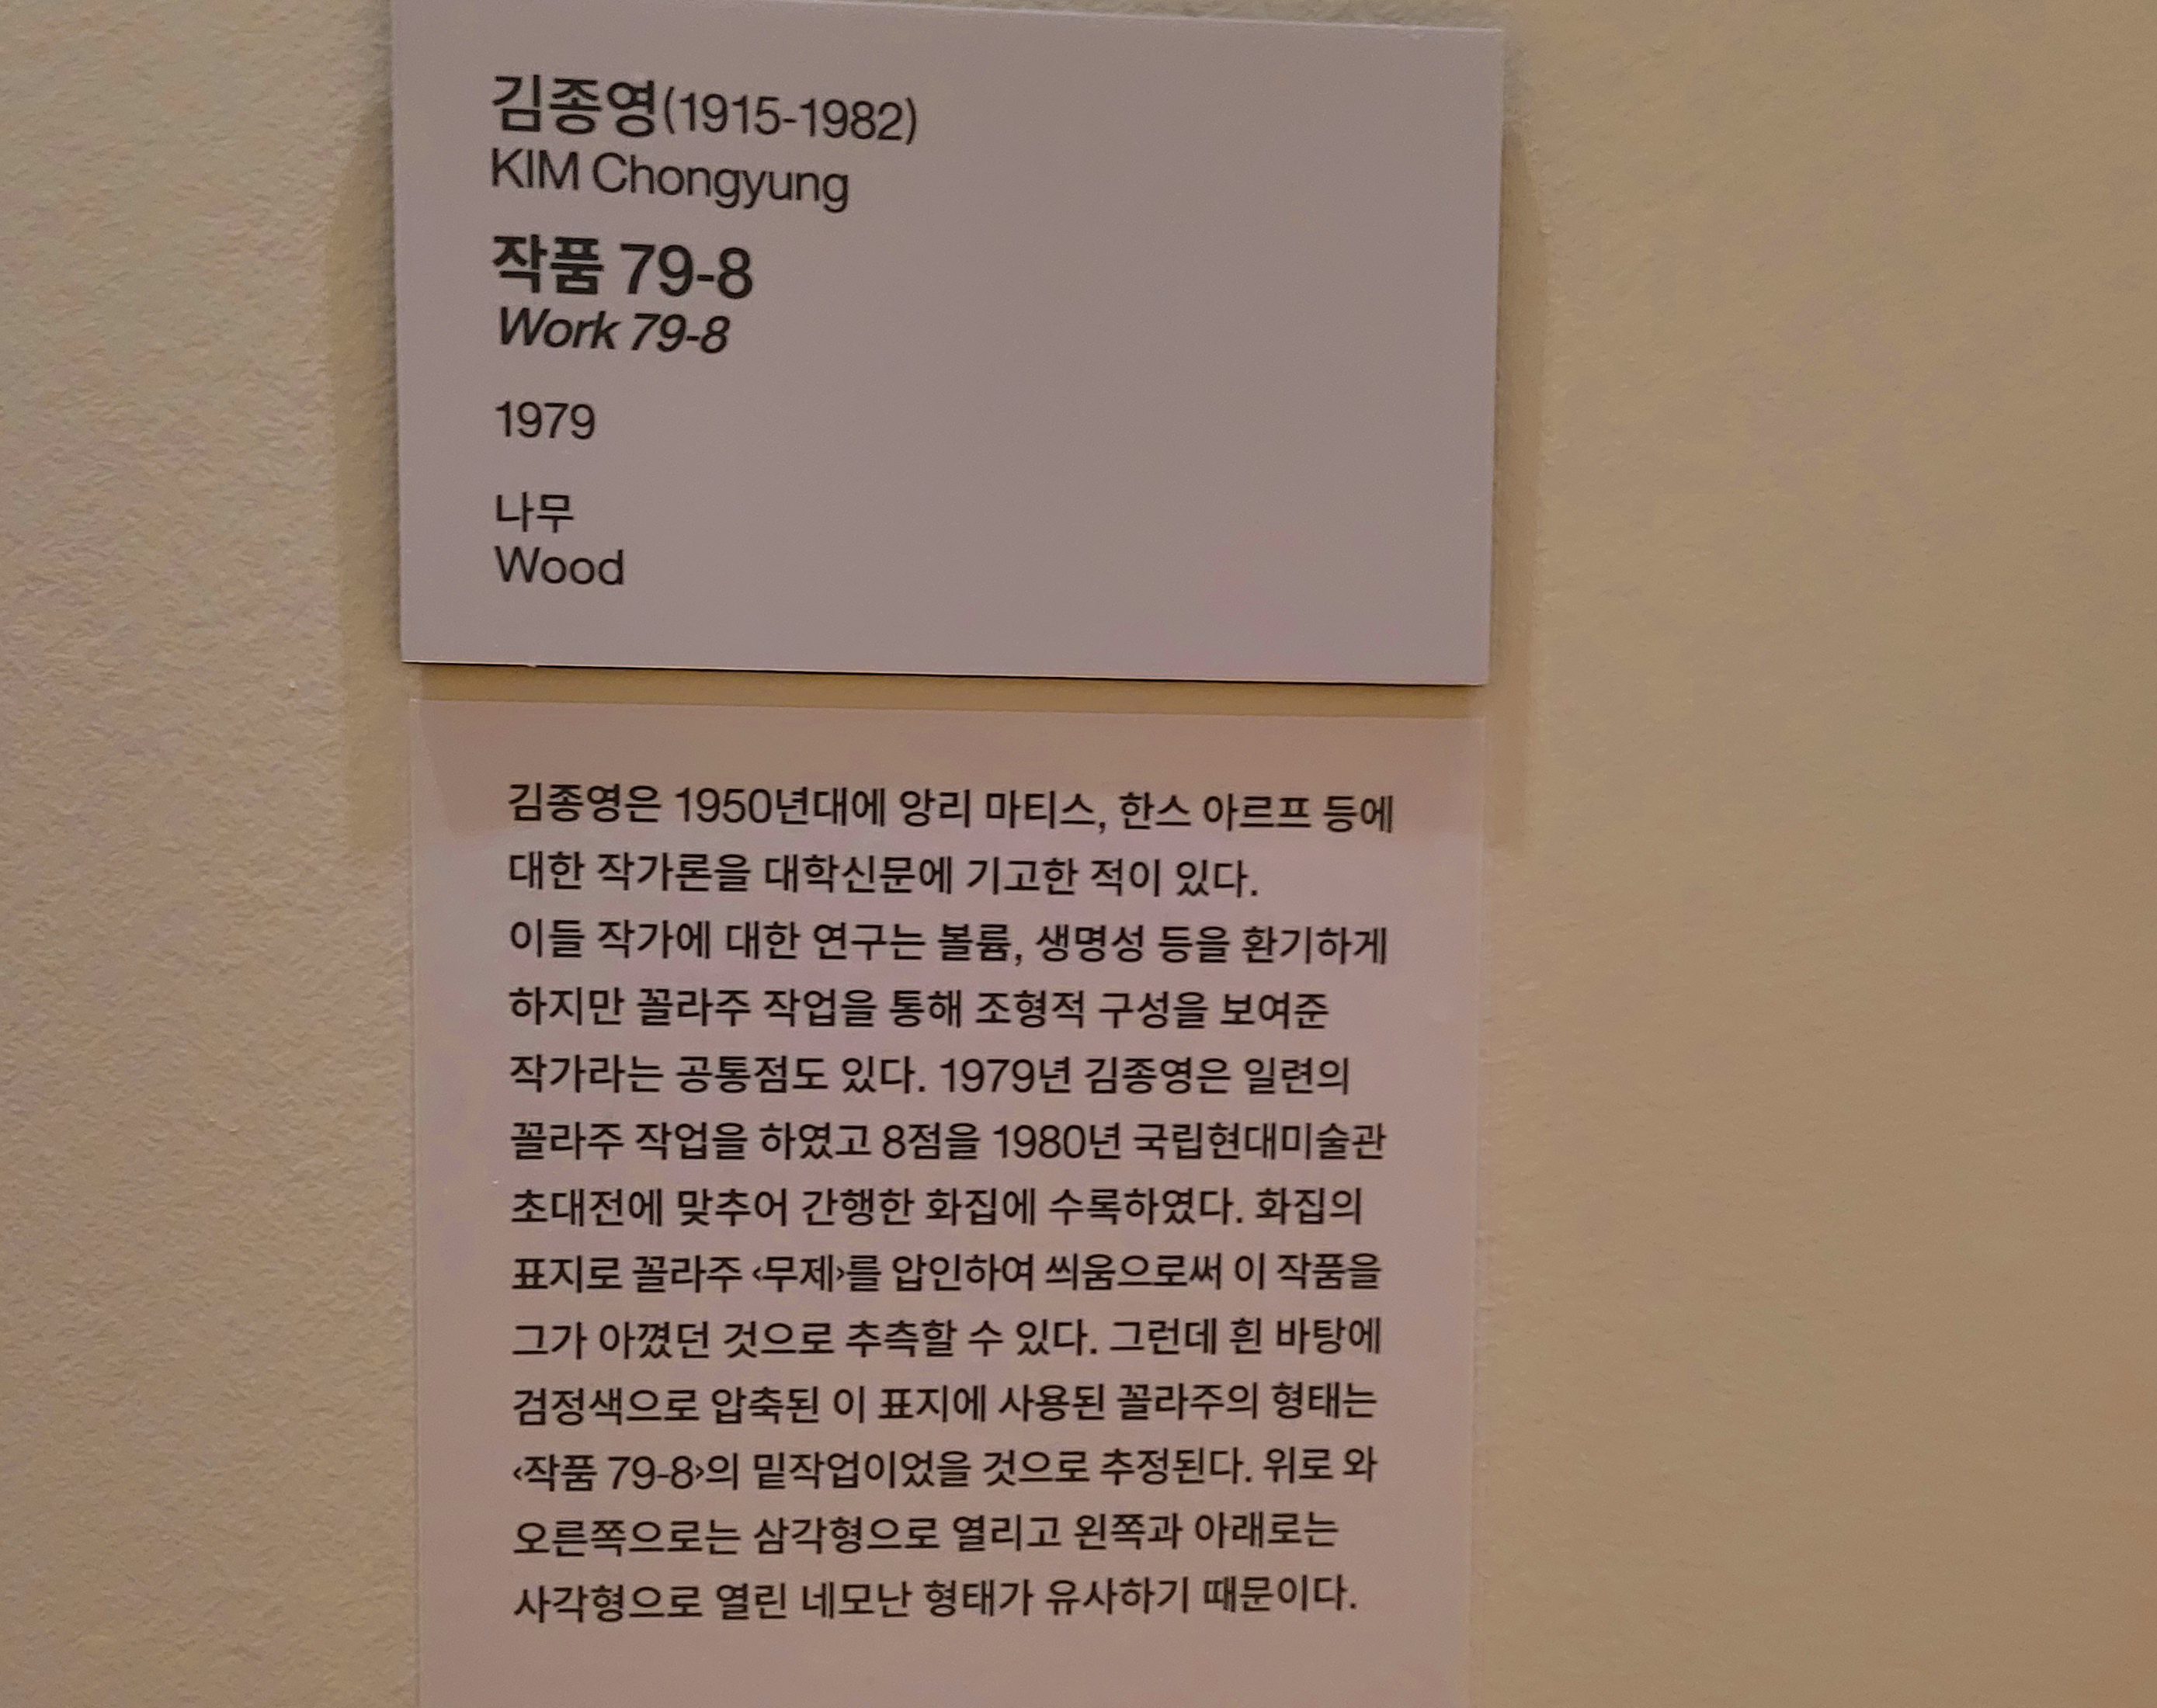 김종영(1915-1982)
KIM Chongyung
작품 79-8
Work 79-8
1979
나무
Wood
김종영은 1950년대에 앙리 마티스, 한스 아르프 등에
대한 작가론을 대학신문에 기고한 적이 있다.
이들 작가에 대한 연구는 볼륨, 생명성 등을 환기하게
하지만 꼴라주 작업을 통해 조형적 구성을 보여준
작가라는 공통점도 있다. 1979년 김종영은 일련의
꼴라주 작업을 하였고 8점을 1980년 국립현대미술관
초대전에 맞추어 간행한 화집에 수록하였다. 화집의
표지로 꼴라주 ‹무제›를 압인하여 씌움으로써 이 작품을
그가 아꼈던 것으로 추측할 수 있다. 그런데 흰 바탕에
검정색으로 압축된 이 표지에 사용된 꼴라주의 형태는
‹작품 79-8›의 밑작업이었을 것으로 추정된다. 위로 와
오른쪽으로는 삼각형으로 열리고 왼쪽과 아래로는
사각형으로 열린 네모난 형태가 유사하기 때문이다.